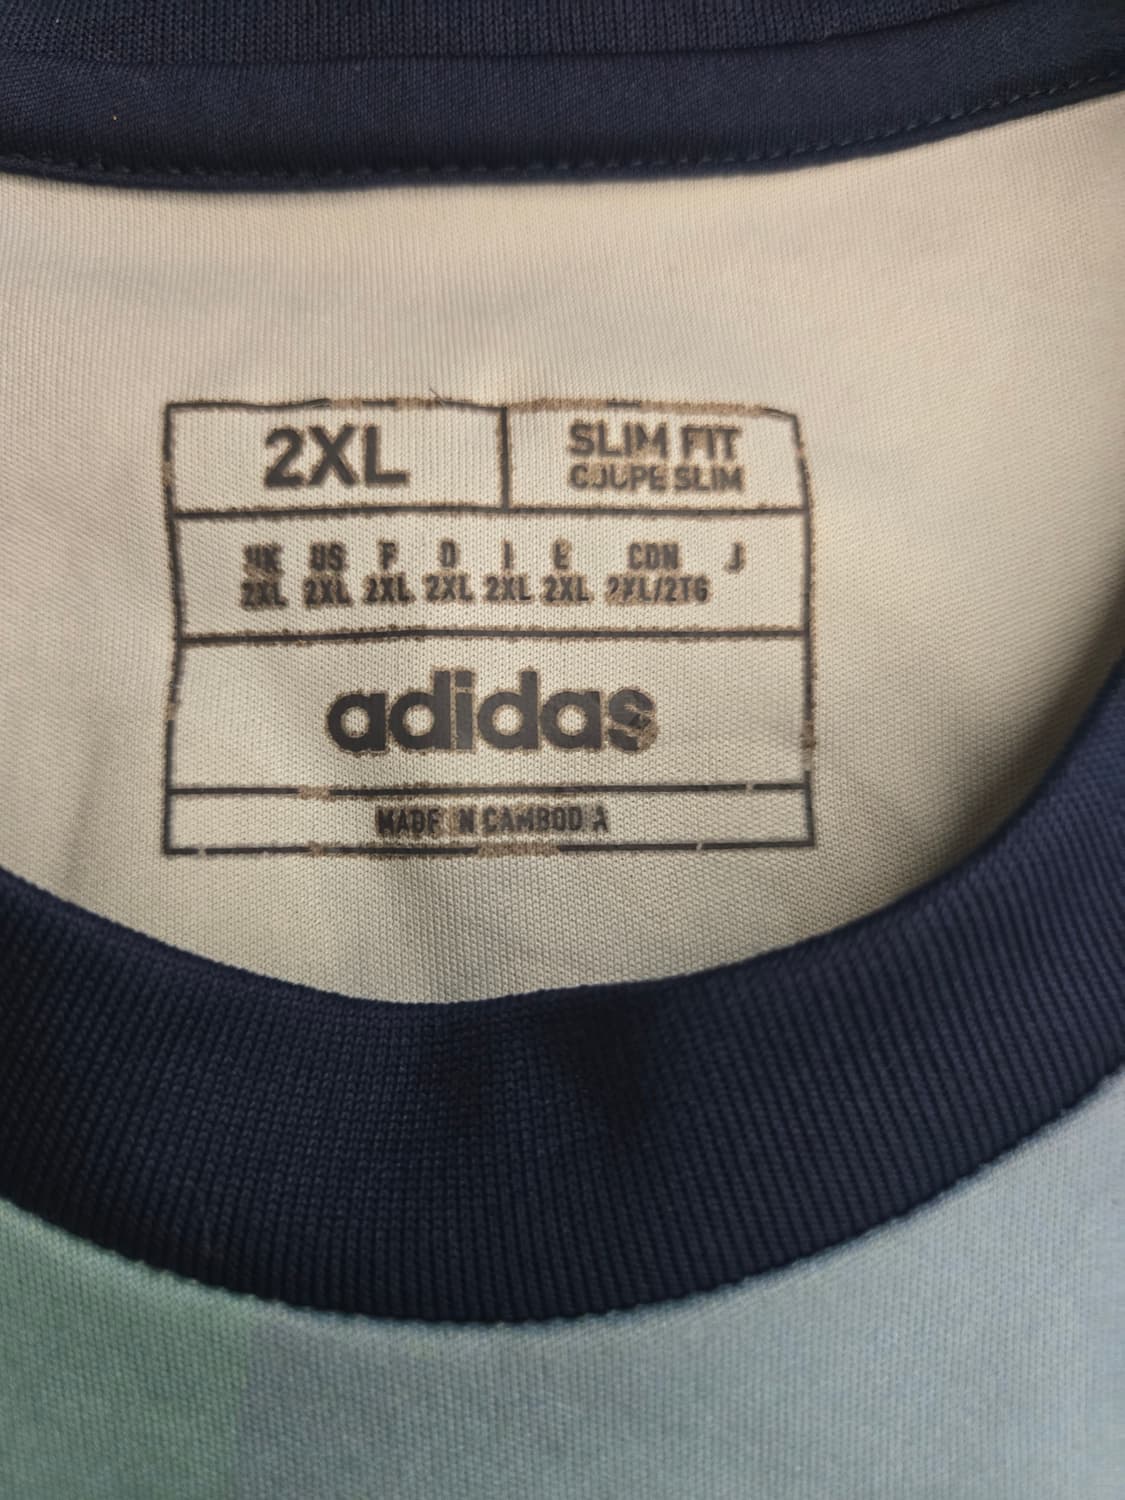 2XL
SLIM FIT
COUPE SLIM
UK US F D I E CDN J
2XL 2XL 2XL 2XL 2XL 2XL 2XL/2TG
adidas
MADE IN CAMBODIA